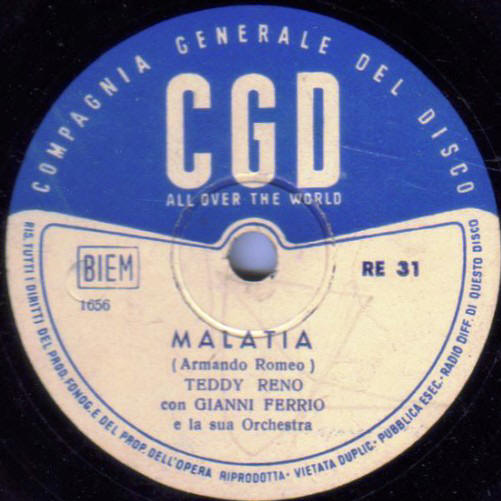 COMPAGNIA GENERALE DEL DISCO
CGD
ALL OVER THE WORLD
BIEM
1656
RE 31
MALATIA
(Armando Romeo)
TEDDY RENO
con GIANNI FERRIO
e la sua Orchestra
RIS. TUTTI I DIRITTI DEL PROD. FONOG. E DEL PROP. DELL'OPERA RIPRODOTTA - VIETATA DUPLIC. - PUBBLICA ESEC. - RADIO DIFF. DI QUESTO DISCO